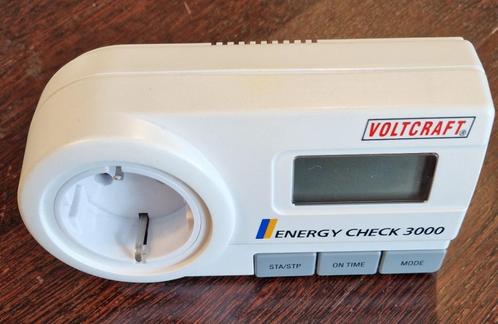 VOLTCRAFT®
ENERGY CHECK 3000
STA/STP ON TIME MODE